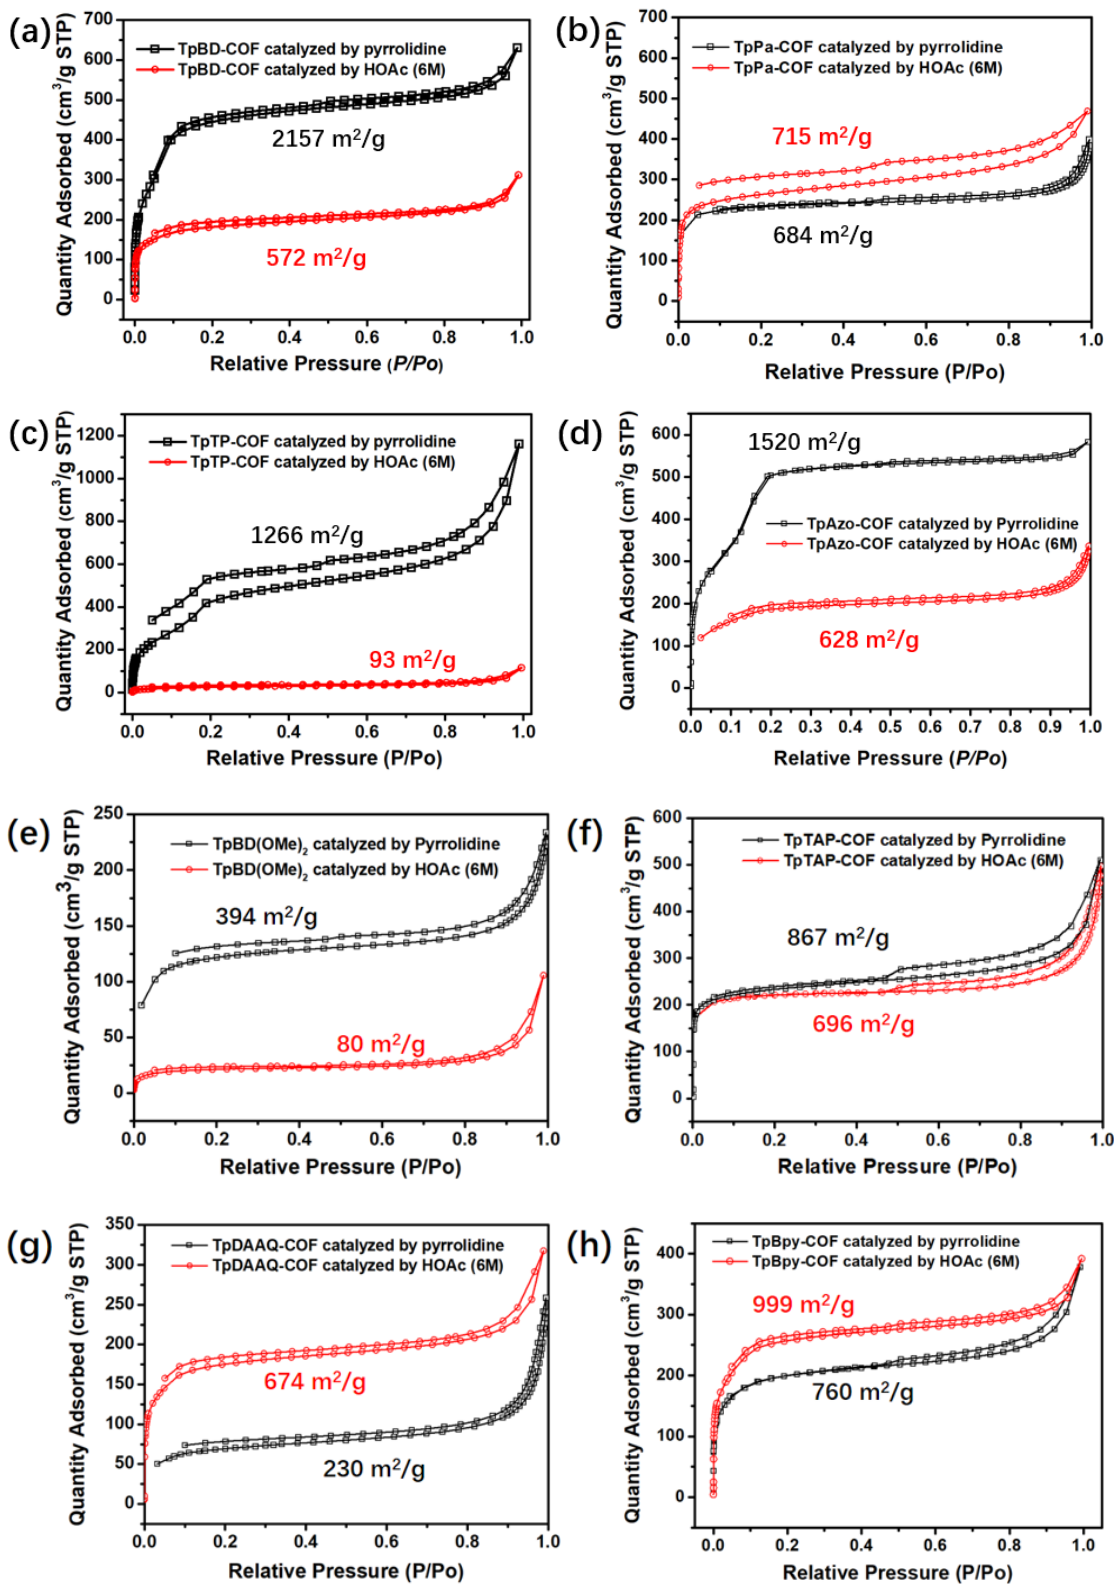 (a)
TpBD-COF catalyzed by pyrrolidine
TpBD-COF catalyzed by HOAc (6M)
2157 m²/g
572 m²/g
Quantity Adsorbed (cm³/g STP)
700
600
500
400
300
200
100
0
0.0 0.2 0.4 0.6 0.8 1.0
Relative Pressure (P/Po)
(b)
TpPa-COF catalyzed by pyrrolidine
TpPa-COF catalyzed by HOAc (6M)
715 m²/g
684 m²/g
Quantity Adsorbed (cm³/g STP)
700
600
500
400
300
200
100
0
0.0 0.2 0.4 0.6 0.8 1.0
Relative Pressure (P/Po)
(c)
TpTP-COF catalyzed by pyrrolidine
TpTP-COF catalyzed by HOAc (6M)
1266 m²/g
93 m²/g
Quantity Adsorbed (cm³/g STP)
1200
1000
800
600
400
200
0
0.0 0.2 0.4 0.6 0.8 1.0
Relative Pressure (P/Po)
(d)
1520 m²/g
TpAzo-COF catalyzed by Pyrrolidine
TpAzo-COF catalyzed by HOAc (6M)
628 m²/g
Quantity Adsorbed (cm³/g STP)
600
500
400
300
200
100
0
0.0 0.1 0.2 0.3 0.4 0.5 0.6 0.7 0.8 0.9 1.0
Relative Pressure (P/Po)
(e)
TpBD(OMe)₂ catalyzed by Pyrrolidine
TpBD(OMe)₂ catalyzed by HOAc (6M)
394 m²/g
80 m²/g
Quantity Adsorbed (cm³/g STP)
250
200
150
100
50
0
0.0 0.2 0.4 0.6 0.8 1.0
Relative Pressure (P/Po)
(f)
TpTAP-COF catalyzed by Pyrrolidine
TpTAP-COF catalyzed by HOAc (6M)
867 m²/g
696 m²/g
Quantity Adsorbed (cm³/g STP)
600
500
400
300
200
100
0
0.0 0.2 0.4 0.6 0.8 1.0
Relative Pressure (P/Po)
(g)
TpDAAQ-COF catalyzed by pyrrolidine
TpDAAQ-COF catalyzed by HOAc (6M)
674 m²/g
230 m²/g
Quantity Adsorbed (cm³/g STP)
350
300
250
200
150
100
50
0
0.0 0.2 0.4 0.6 0.8 1.0
Relative Pressure (P/Po)
(h)
TpBpy-COF catalyzed by pyrrolidine
TpBpy-COF catalyzed by HOAc (6M)
999 m²/g
760 m²/g
Quantity Adsorbed (cm³/g STP)
400
300
200
100
0
0.0 0.2 0.4 0.6 0.8 1.0
Relative Pressure (P/Po)